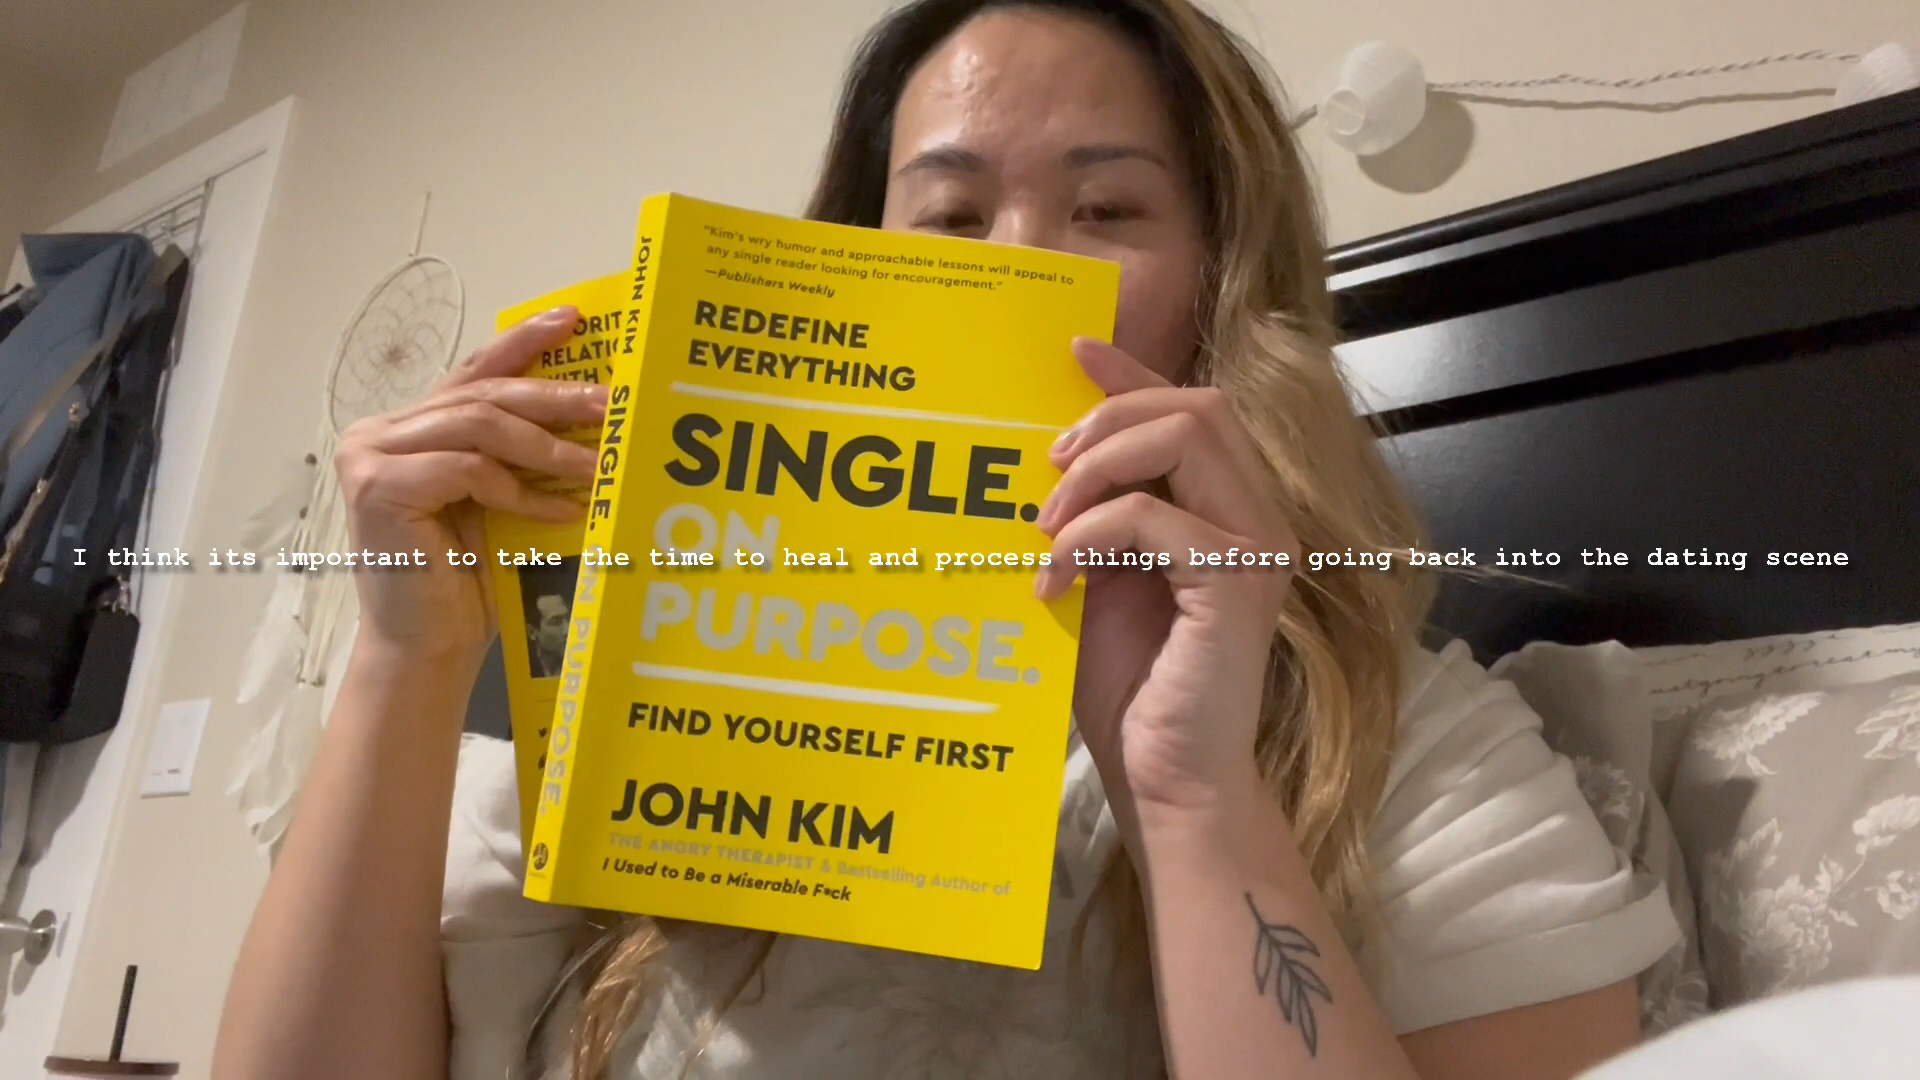 "Kim's wry humor and approachable lessons will appeal to
any single reader looking for encouragement."
—Publishers Weekly
REDEFINE
EVERYTHING
SINGLE.
ON
PURPOSE.
FIND YOURSELF FIRST
JOHN KIM
THE ANGRY THERAPIST & Bestselling Author of
I Used to Be a Miserable F*ck
JOHN KIM SINGLE. ON PURPOSE.
WITH
I think its important to take the time to heal and process things before going back into the dating scene